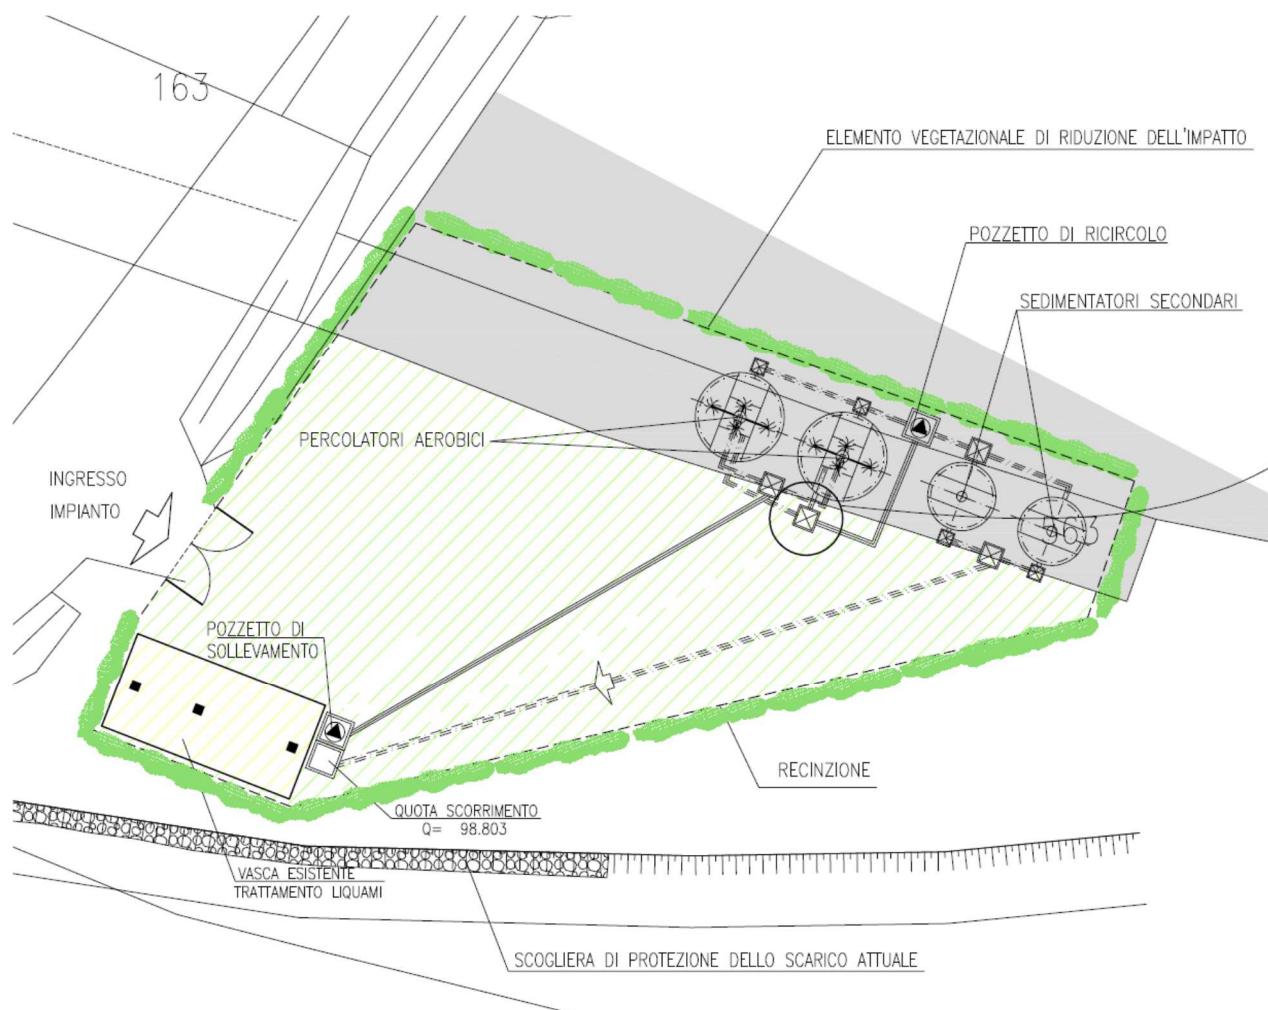 163
ELEMENTO VEGETAZIONALE DI RIDUZIONE DELL'IMPATTO
POZZETTO DI RICIRCOLO
SEDIMENTATORI SECONDARI
PERCOLATORI AEROBICI
INGRESSO
IMPIANTO
563
POZZETTO DI
SOLLEVAMENTO
RECINZIONE
QUOTA SCORRIMENTO
Q= 98.803
VASCA ESISTENTE
TRATTAMENTO LIQUAMI
SCOGLIERA DI PROTEZIONE DELLO SCARICO ATTUALE